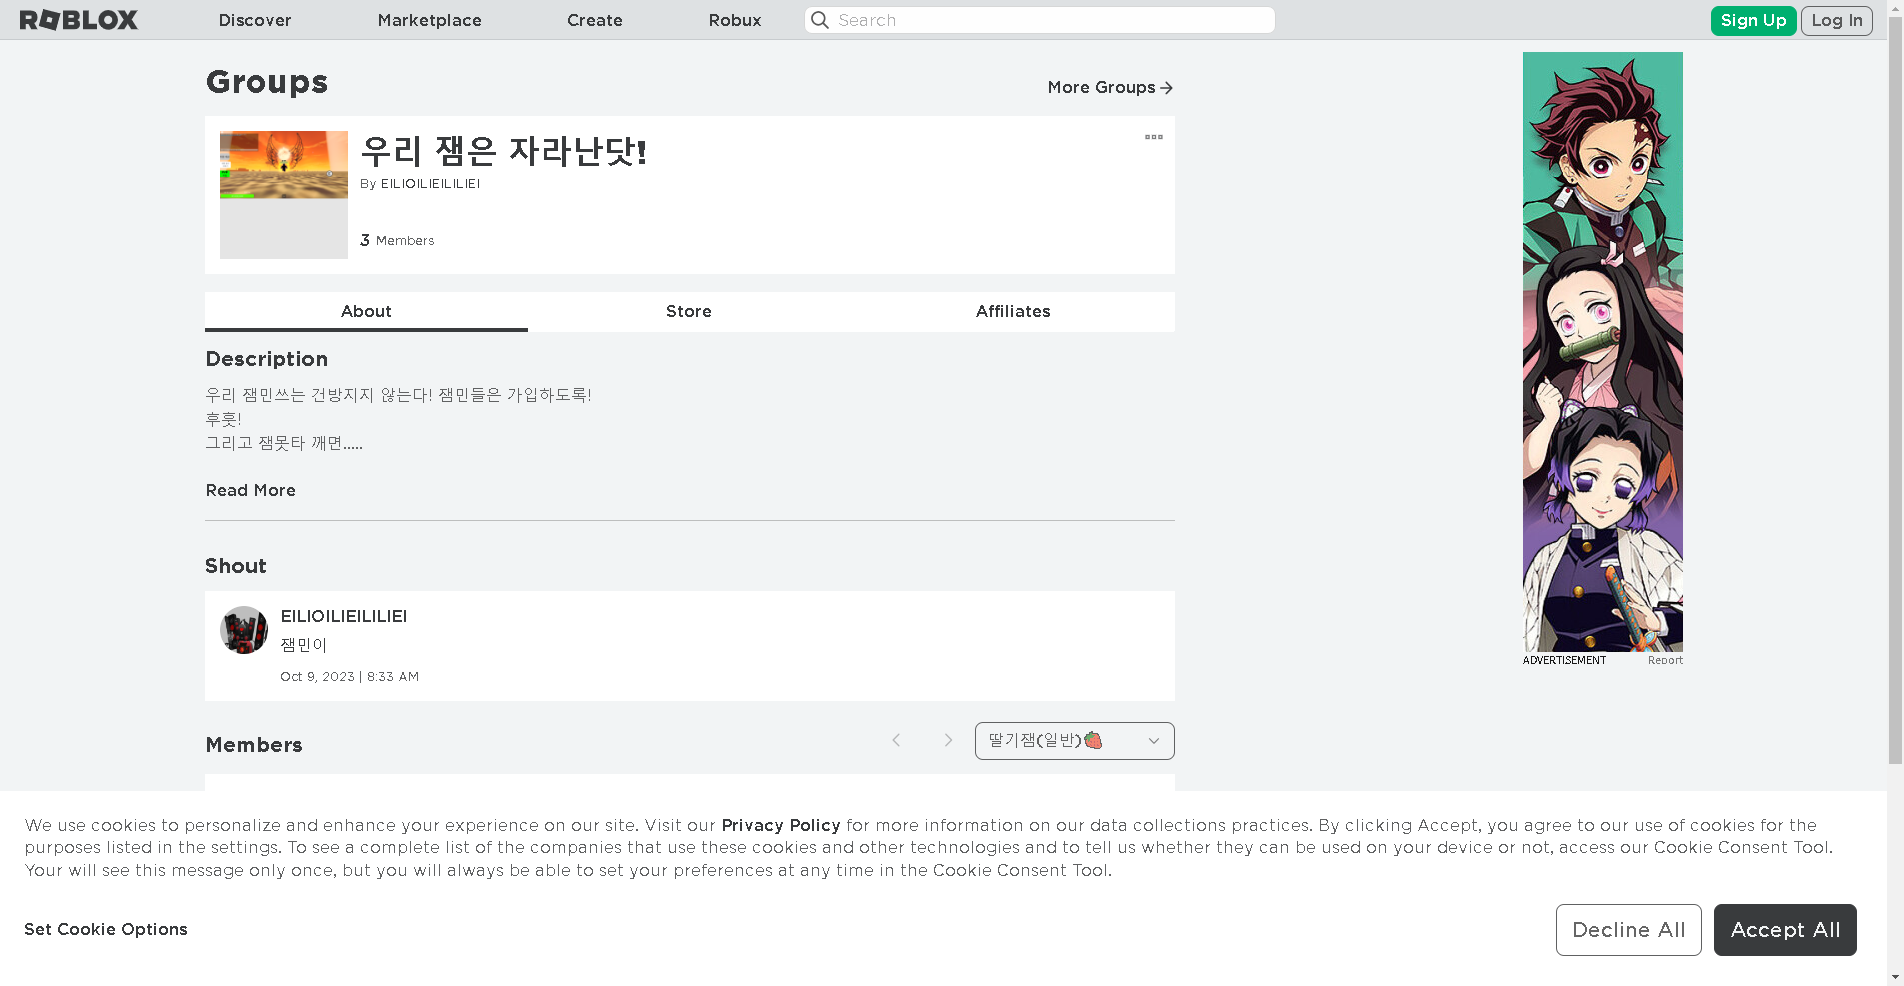 ROBLOX
Discover
Marketplace
Create
Robux
Search
Sign Up
Log In
Groups
More Groups
우리 잼은 자라난닷!
By EILIOILIEILILIEI
3 Members
About
Store
Affiliates
Description
우리 잼민쓰는 건방지지 않는다! 잼민들은 가입하도록!
후훗!
그리고 잼못타 깨면.....
Read More
Shout
EILIOILIEILILIEI
잼민이
Oct 9, 2023 | 8:33 AM
Members
딸기잼(일반)🍓
ADVERTISEMENT
Report
We use cookies to personalize and enhance your experience on our site. Visit our Privacy Policy for more information on our data collections practices. By clicking Accept, you agree to our use of cookies for the
purposes listed in the settings. To see a complete list of the companies that use these cookies and other technologies and to tell us whether they can be used on your device or not, access our Cookie Consent Tool.
Your will see this message only once, but you will always be able to set your preferences at any time in the Cookie Consent Tool.
Set Cookie Options
Decline All
Accept All